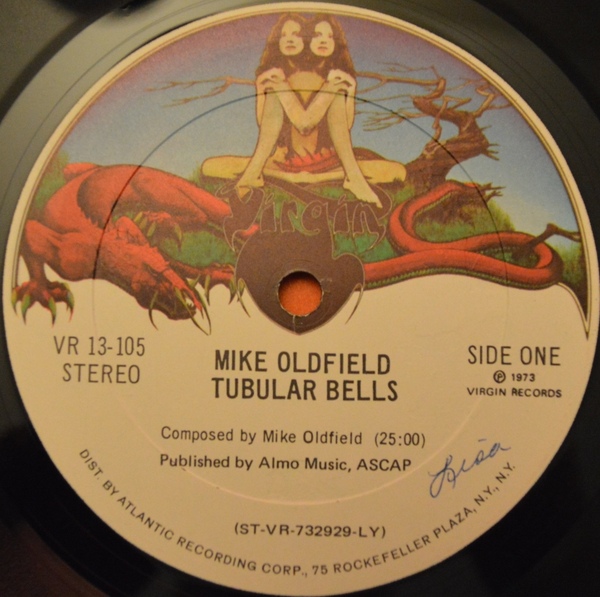 Virgin
VR 13-105
STEREO
MIKE OLDFIELD
TUBULAR BELLS
SIDE ONE
℗ 1973
VIRGIN RECORDS
Composed by Mike Oldfield (25:00)
Published by Almo Music, ASCAP
Lisa
(ST-VR-732929-LY)
DIST. BY ATLANTIC RECORDING CORP., 75 ROCKEFELLER PLAZA, N.Y., N.Y.